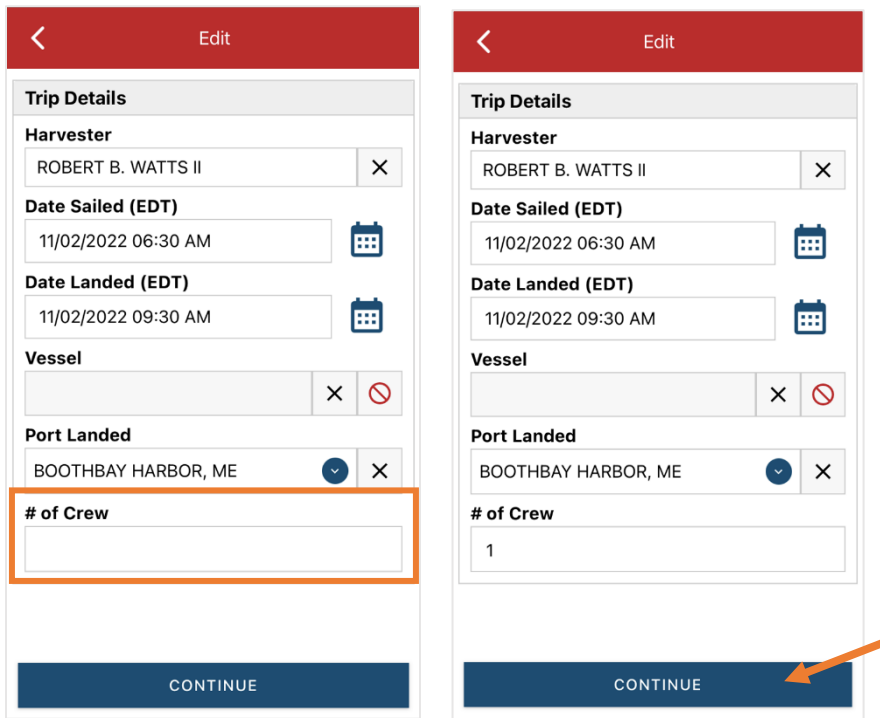 Edit
Trip Details
Harvester
ROBERT B. WATTS II
Date Sailed (EDT)
11/02/2022 06:30 AM
Date Landed (EDT)
11/02/2022 09:30 AM
Vessel
Port Landed
BOOTHBAY HARBOR, ME
# of Crew
CONTINUE
Edit
Trip Details
Harvester
ROBERT B. WATTS II
Date Sailed (EDT)
11/02/2022 06:30 AM
Date Landed (EDT)
11/02/2022 09:30 AM
Vessel
Port Landed
BOOTHBAY HARBOR, ME
# of Crew
1
CONTINUE